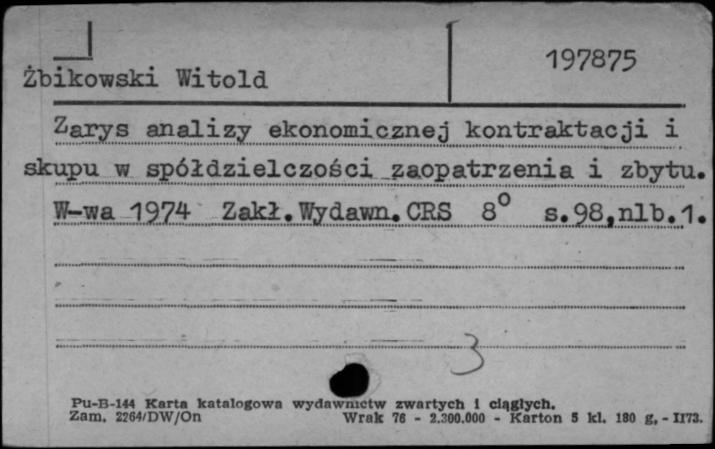 197875
Żbikowski Witold
Zarys analizy ekonomicznej kontraktacji i
skupu w spółdzielczości zaopatrzenia i zbytu.
W-wa 1974 Zakł.Wydawn.CRS 8° s.98,nlb.1.
3
Pu-B-144 Karta katalogowa wydawnictw zwartych i ciągłych.
Zam. 2264/DW/On Wrak 76 - 2.300.000 - Karton 5 kl. 180 g. - II73.